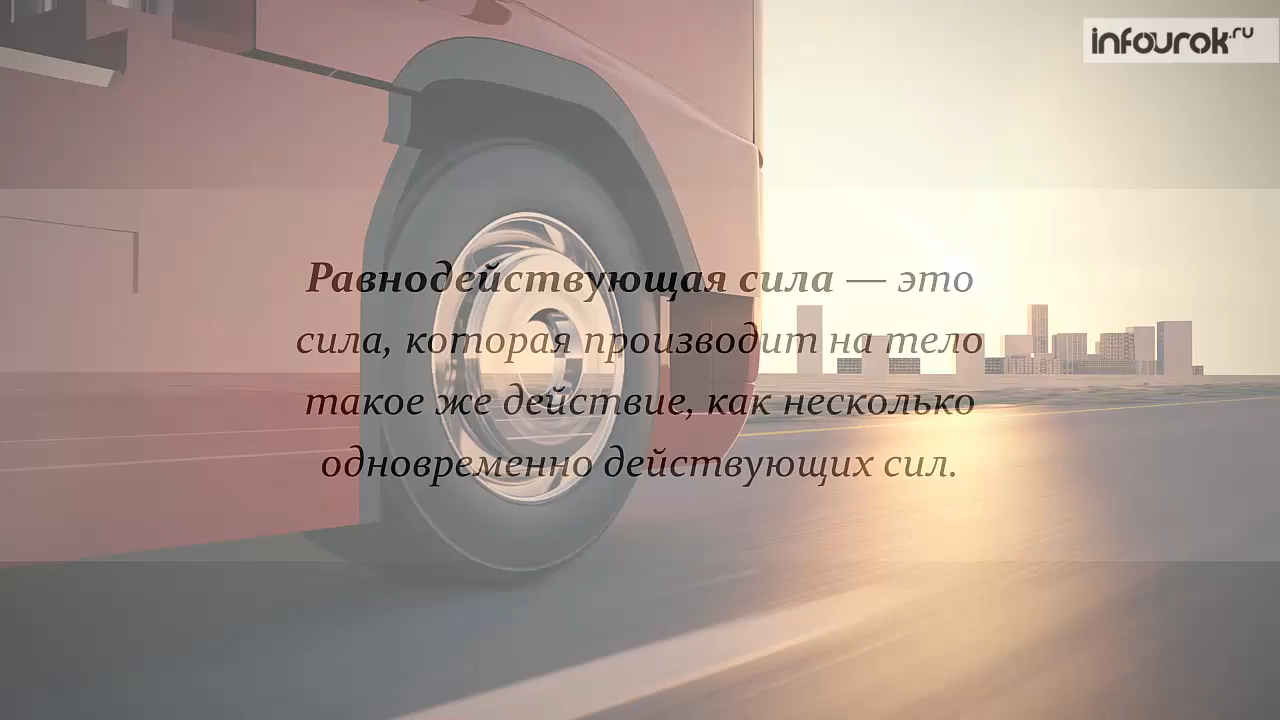 infourok.ru
Равнодействующая сила — это
сила, которая производит на тело
такое же действие, как несколько
одновременно действующих сил.